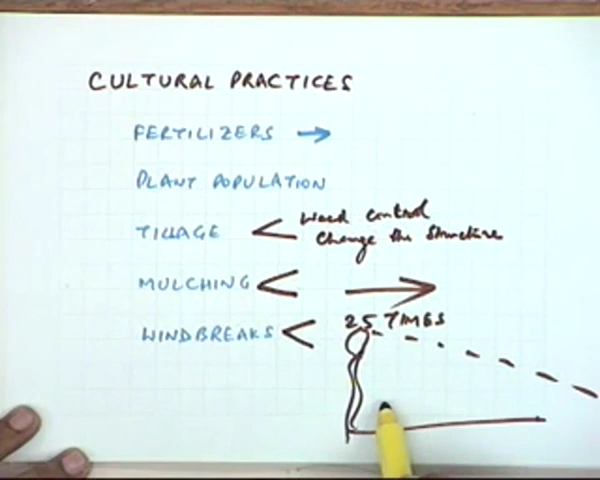 CULTURAL PRACTICES
FERTILIZERS →
PLANT POPULATION
TILLAGE < Weed control
Change the structure
MULCHING < →
WINDBREAKS < 25 TIMES